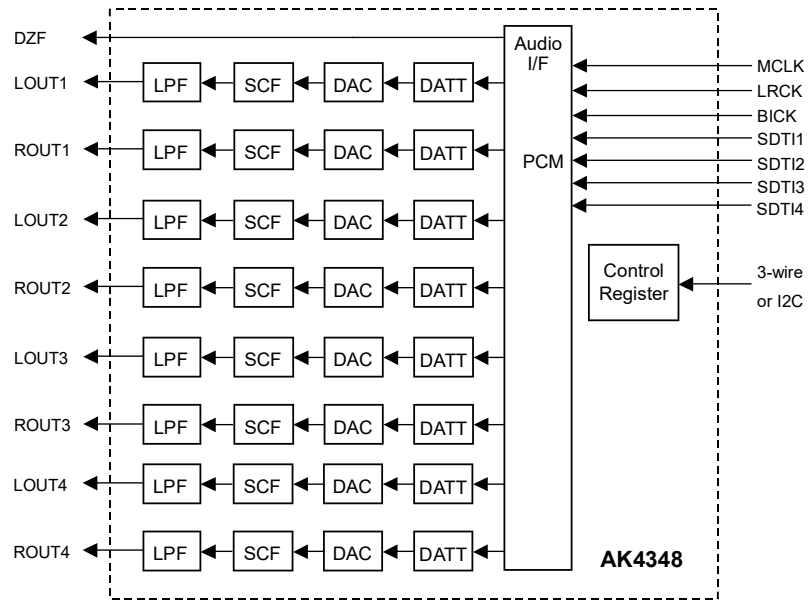 DZF
Audio
I/F
MCLK
LOUT1
LPF
SCF
DAC
DATT
LRCK
BICK
SDTI1
ROUT1
LPF
SCF
DAC
DATT
PCM
SDTI2
SDTI3
SDTI4
LOUT2
LPF
SCF
DAC
DATT
Control
Register
3-wire
or I2C
ROUT2
LPF
SCF
DAC
DATT
LOUT3
LPF
SCF
DAC
DATT
ROUT3
LPF
SCF
DAC
DATT
LOUT4
LPF
SCF
DAC
DATT
ROUT4
LPF
SCF
DAC
DATT
AK4348